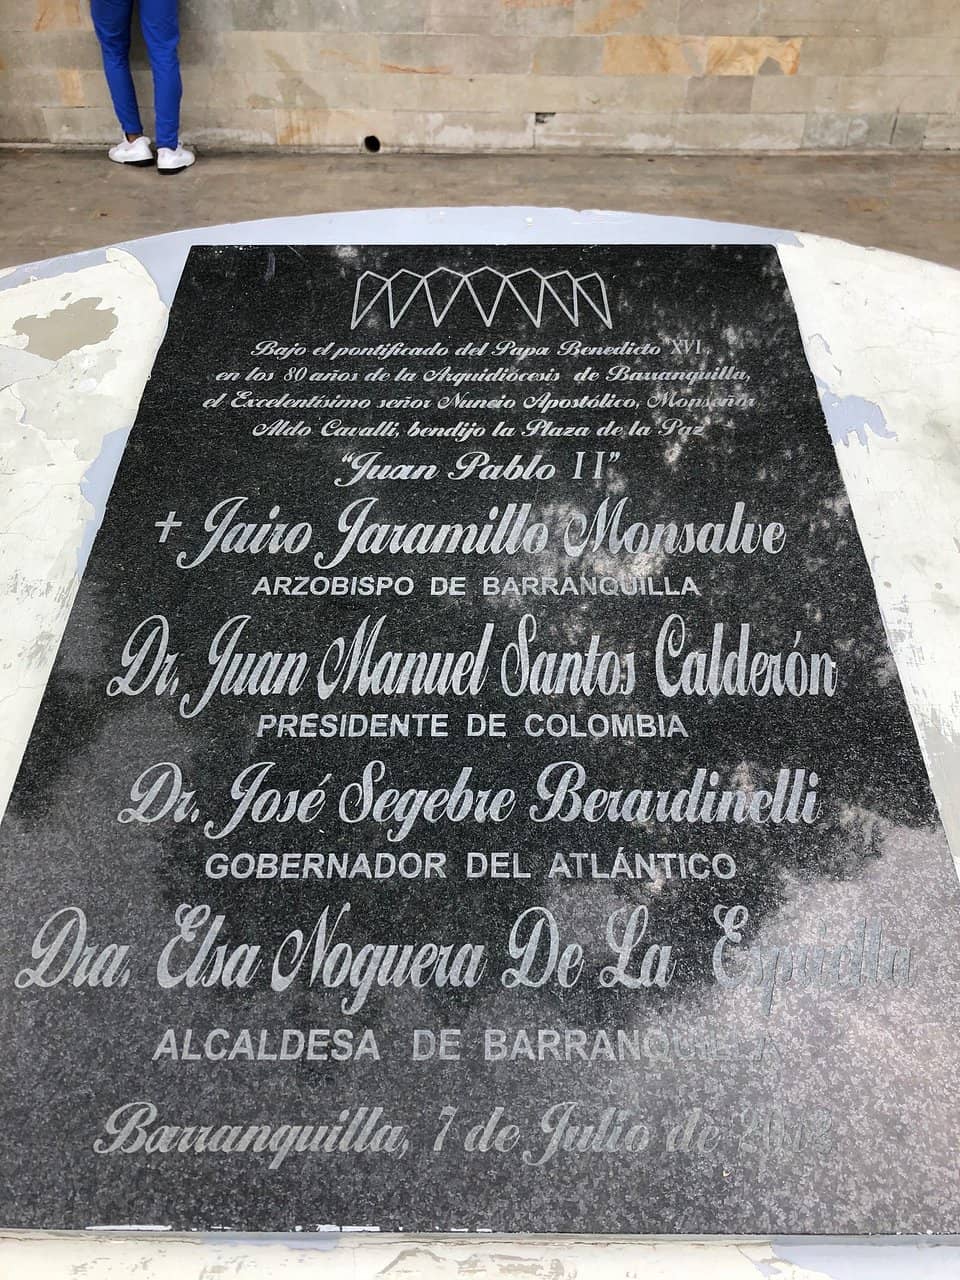 Bajo el pontificado del Papa Benedicto XVI,
en los 80 años de la Arquidiócesis de Barranquilla,
el Excelentísimo señor Nuncio Apostólico, Monseñor
Aldo Cavalli, bendijo la Plaza de la Paz
“Juan Pablo II”
+ Jairo Jaramillo Monsalve
ARZOBISPO DE BARRANQUILLA
Dr. Juan Manuel Santos Calderón
PRESIDENTE DE COLOMBIA
Dr. José Segebre Berardinelli
GOBERNADOR DEL ATLÁNTICO
Dra. Elsa Noguera De La Espriella
ALCALDESA DE BARRANQUILLA
Barranquilla, 7 de Julio de 2012